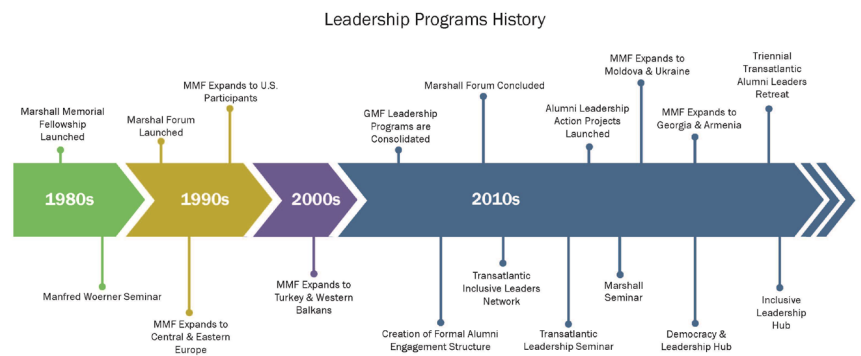 Leadership Programs History
Marshall Memorial
Fellowship
Launched
Marshal Forum
Launched
MMF Expands to U.S.
Participants
GMF Leadership
Programs are
Consolidated
Marshall Forum Concluded
Alumni Leadership
Action Projects
Launched
MMF Expands to
Moldova & Ukraine
MMF Expands to
Georgia & Armenia
Triennial
Transatlantic
Alumni Leaders
Retreat
1980s
1990s
2000s
2010s
Manfred Woerner Seminar
MMF Expands to
Central & Eastern
Europe
MMF Expands to
Turkey & Western
Balkans
Creation of Formal Alumni
Engagement Structure
Transatlantic
Inclusive Leaders
Network
Transatlantic
Leadership Seminar
Marshall
Seminar
Democracy &
Leadership Hub
Inclusive
Leadership
Hub